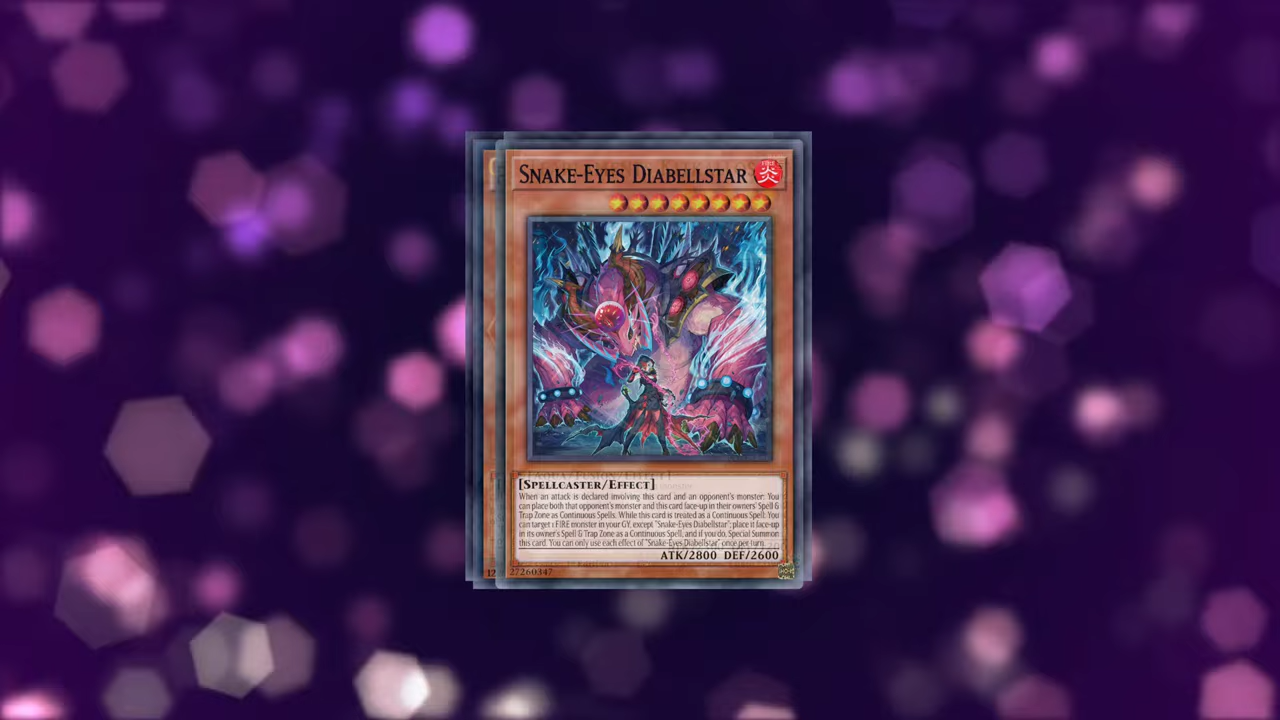 SNAKE-EYES DIABELLSTAR
FIRE
炎
[SPELLCASTER/EFFECT]
When an attack is declared involving this card and an opponent's monster: You
can place both that opponent's monster and this card face-up in their owners' Spell &
Trap Zone as Continuous Spells. While this card is treated as a Continuous Spell: You
can target 1 FIRE monster in your GY, except "Snake-Eyes Diabellstar"; place it face-up
in its owner's Spell & Trap Zone as a Continuous Spell, and if you do, Special Summon
this card. You can only use each effect of "Snake-Eyes Diabellstar" once per turn.
ATK/2800 DEF/2600
27260347